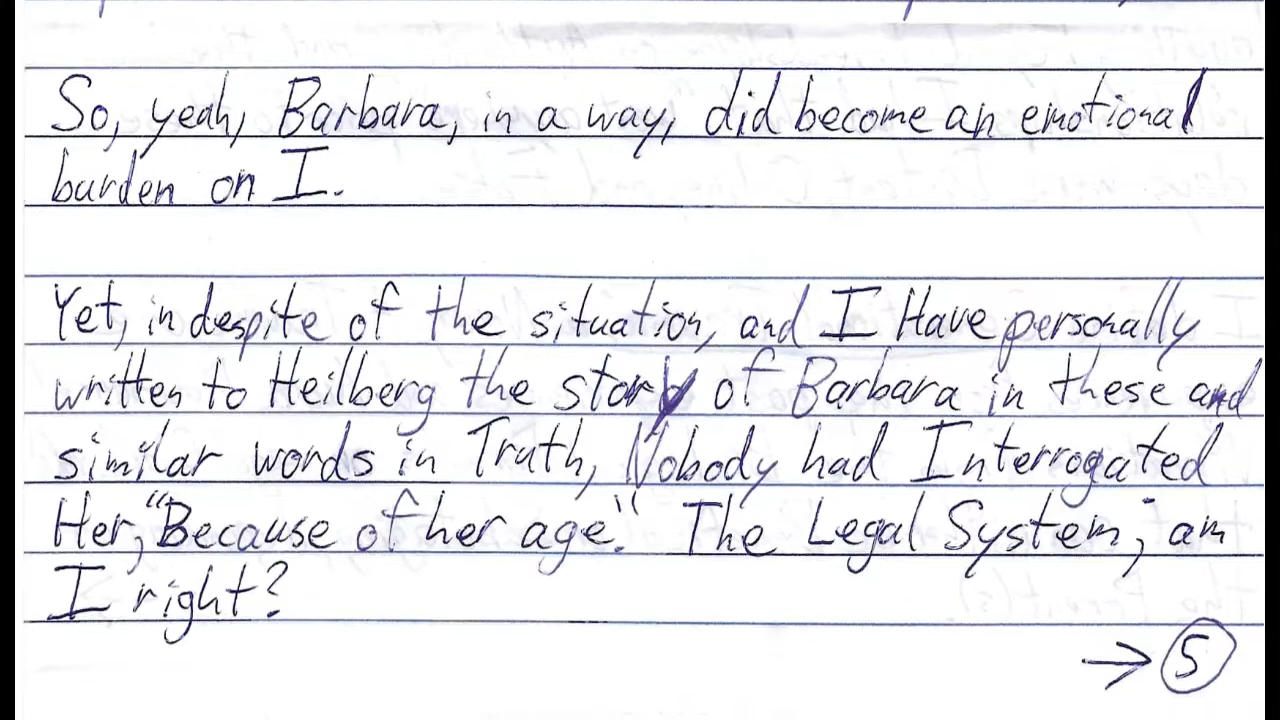 So, yeah, Barbara, in a way, did become an emotional
burden on I.
Yet, in despite of the situation, and I Have personally
written to Heilberg the story of Barbara in these and
similar words in Truth, Nobody had Interrogated
Her, "Because of her age." The Legal System; am
I right?
→ 5